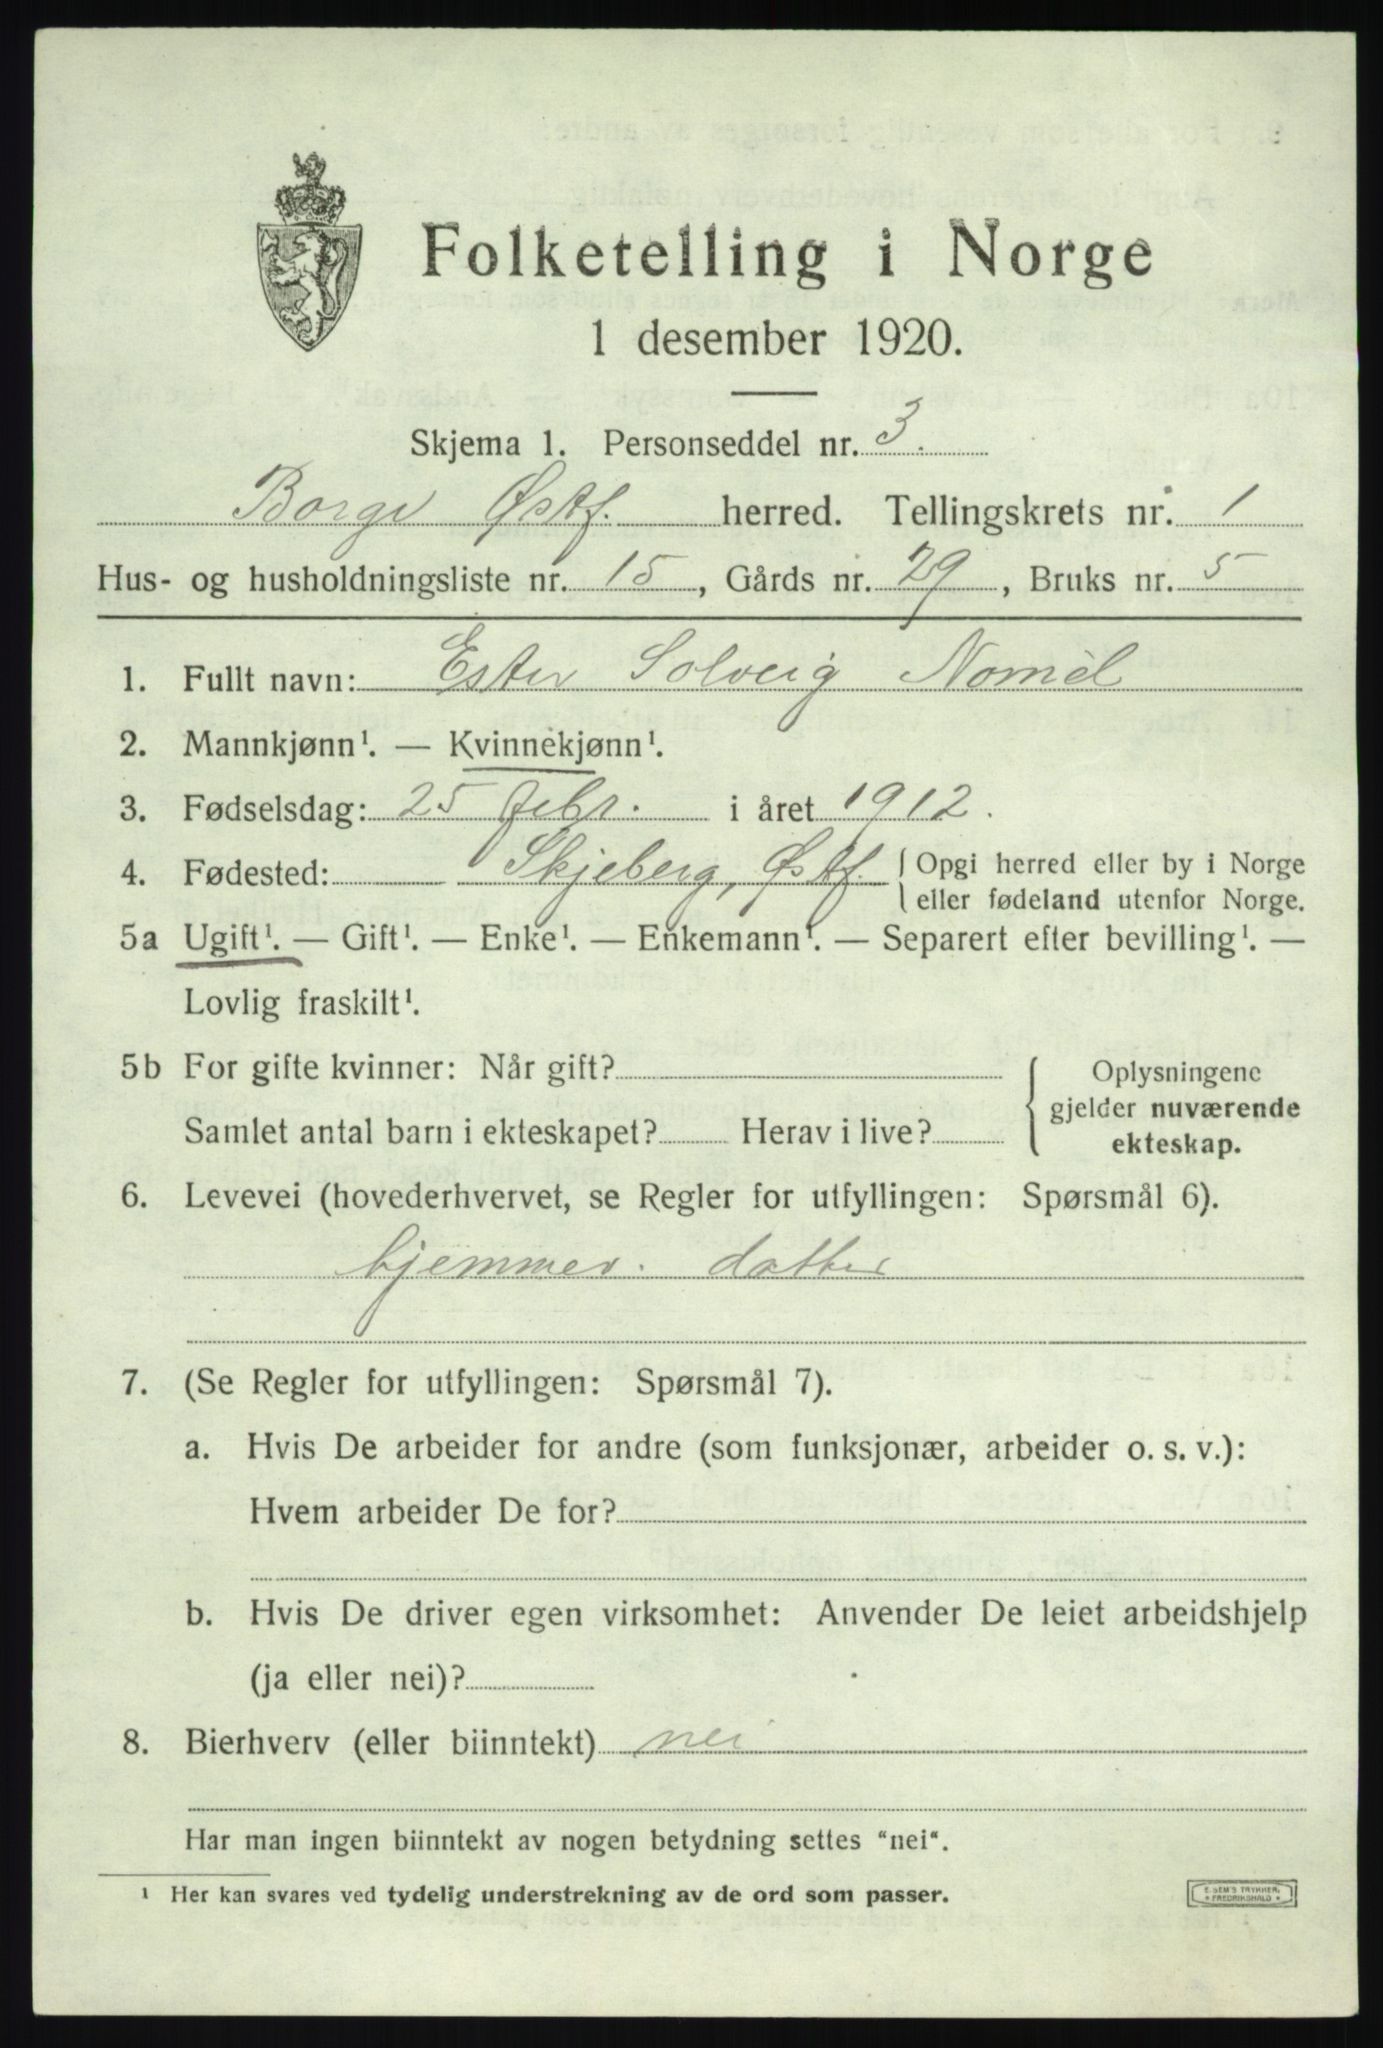 Folketelling i Norge
1 desember 1920.
Skjema 1. Personseddel nr. 3
Borge Østf. herred. Tellingskrets nr. 1
Hus- og husholdningsliste nr. 15, Gårds nr. 29, Bruks nr. 5
1. Fullt navn: Ester Solveig Nomèl
2. Mannkjønn¹. — Kvinnekjønn¹.
3. Fødselsdag: 25 febr. i året 1912.
4. Fødested: Skjeberg, Østf. { Opgi herred eller by i Norge
eller fødeland utenfor Norge.
5a Ugift¹. — Gift¹. — Enke¹. — Enkemann¹. — Separert efter bevilling¹. —
Lovlig fraskilt¹.
5b For gifte kvinner: Når gift? { Oplysningene
gjelder nuværende
Samlet antal barn i ekteskapet? Herav i live? ekteskap.
6. Levevei (hovederhvervet, se Regler for utfyllingen: Spørsmål 6).
hjemmev. datter
7. (Se Regler for utfyllingen: Spørsmål 7).
a. Hvis De arbeider for andre (som funksjonær, arbeider o. s. v.):
Hvem arbeider De for?
b. Hvis De driver egen virksomhet: Anvender De leiet arbeidshjelp
(ja eller nei)?
8. Bierhverv (eller biinntekt) nei
Har man ingen biinntekt av nogen betydning settes "nei".
¹ Her kan svares ved tydelig understrekning av de ord som passer.
E. SEM'S TRYKKERI
* FREDRIKSHALD *